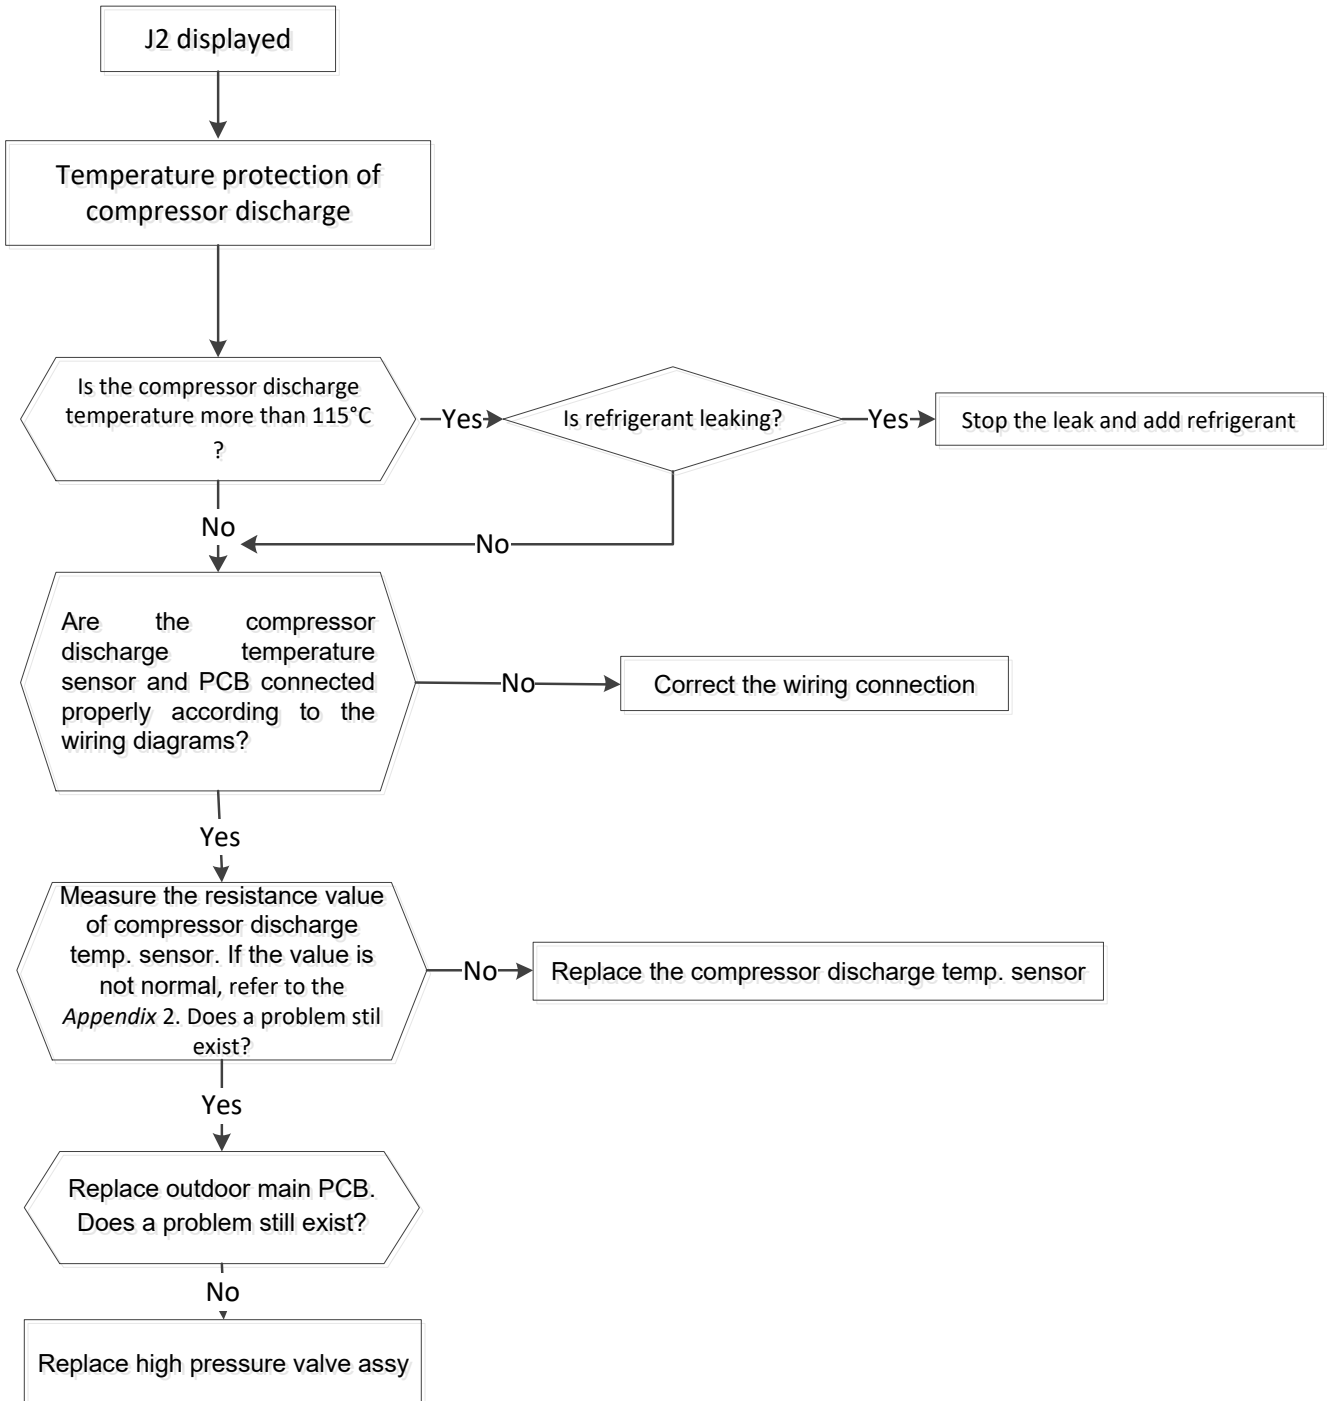 J2 displayed
Temperature protection of
compressor discharge
Is the compressor discharge
temperature more than 115°C
?
Yes
Is refrigerant leaking?
Yes
Stop the leak and add refrigerant
No
No
Are the compressor
discharge temperature
sensor and PCB connected
properly according to the
wiring diagrams?
No
Correct the wiring connection
Yes
Measure the resistance value
of compressor discharge
temp. sensor. If the value is
not normal, refer to the
Appendix 2. Does a problem stil
exist?
No
Replace the compressor discharge temp. sensor
Yes
Replace outdoor main PCB.
Does a problem still exist?
No
Replace high pressure valve assy